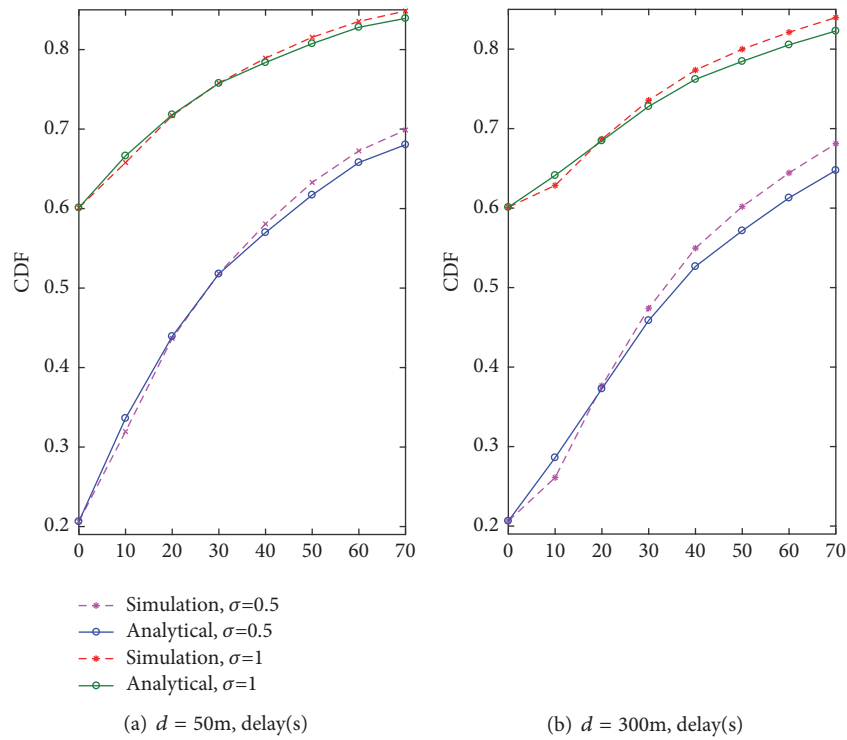 0.8
0.7
0.6
0.5
0.4
0.3
0.2
CDF
0 10 20 30 40 50 60 70
0.8
0.7
0.6
0.5
0.4
0.3
0.2
CDF
0 10 20 30 40 50 60 70
Simulation, σ=0.5
Analytical, σ=0.5
Simulation, σ=1
Analytical, σ=1
(a) d = 50m, delay(s)
(b) d = 300m, delay(s)